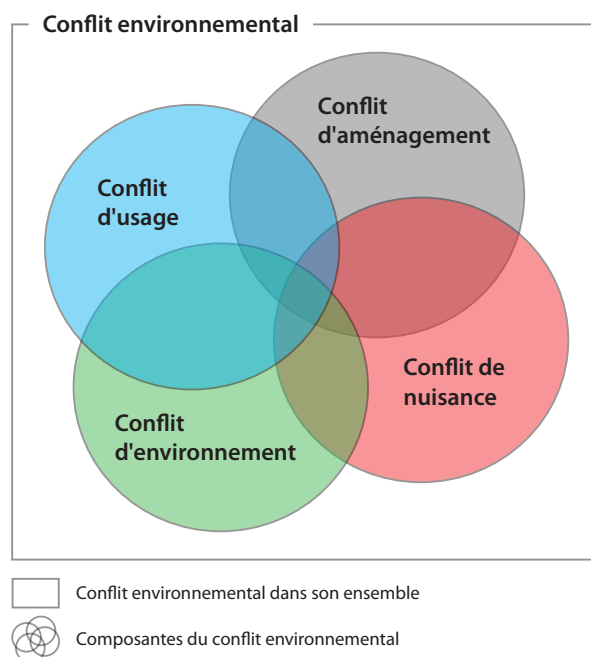 Conflit environnemental
Conflit
d'aménagement
Conflit
d'usage
Conflit de
nuisance
Conflit
d'environnement
Conflit environnemental dans son ensemble
Composantes du conflit environnemental